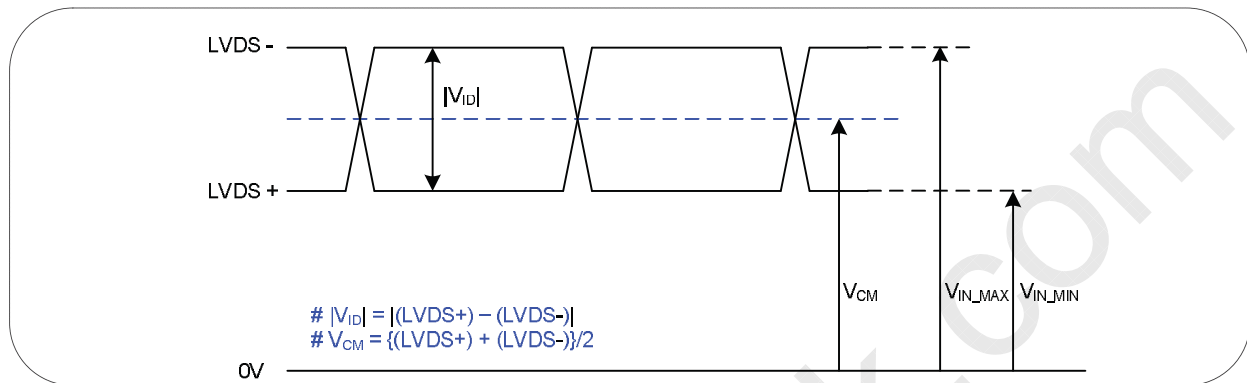 LVDS -
|VID|
LVDS +
VCM
VIN_MAX
VIN_MIN
# |VID| = |(LVDS+) – (LVDS-)|
# VCM = {(LVDS+) + (LVDS-)}/2
0V